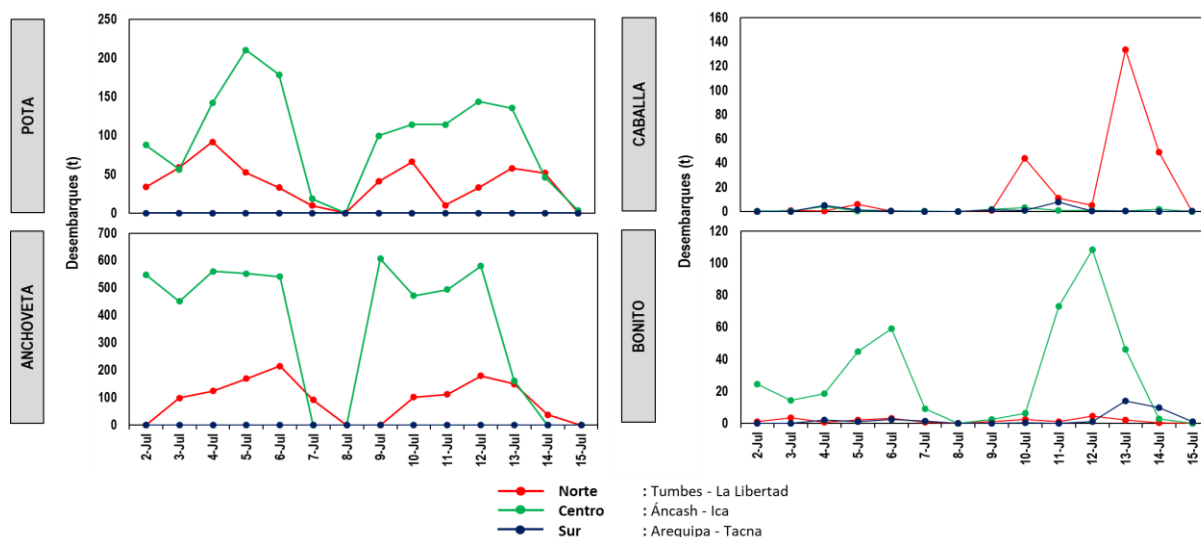 POTA
Desembarques (t)
250
200
150
100
50
0
ANCHOVETA
700
600
500
400
300
200
100
0
2-Jul
3-Jul
4-Jul
5-Jul
6-Jul
7-Jul
8-Jul
9-Jul
10-Jul
11-Jul
12-Jul
13-Jul
14-Jul
15-Jul
CABALLA
Desembarques (t)
160
140
120
100
80
60
40
20
0
BONITO
120
100
80
60
40
20
0
2-Jul
3-Jul
4-Jul
5-Jul
6-Jul
7-Jul
8-Jul
9-Jul
10-Jul
11-Jul
12-Jul
13-Jul
14-Jul
15-Jul
Norte : Tumbes - La Libertad
Centro : Áncash - Ica
Sur : Arequipa - Tacna